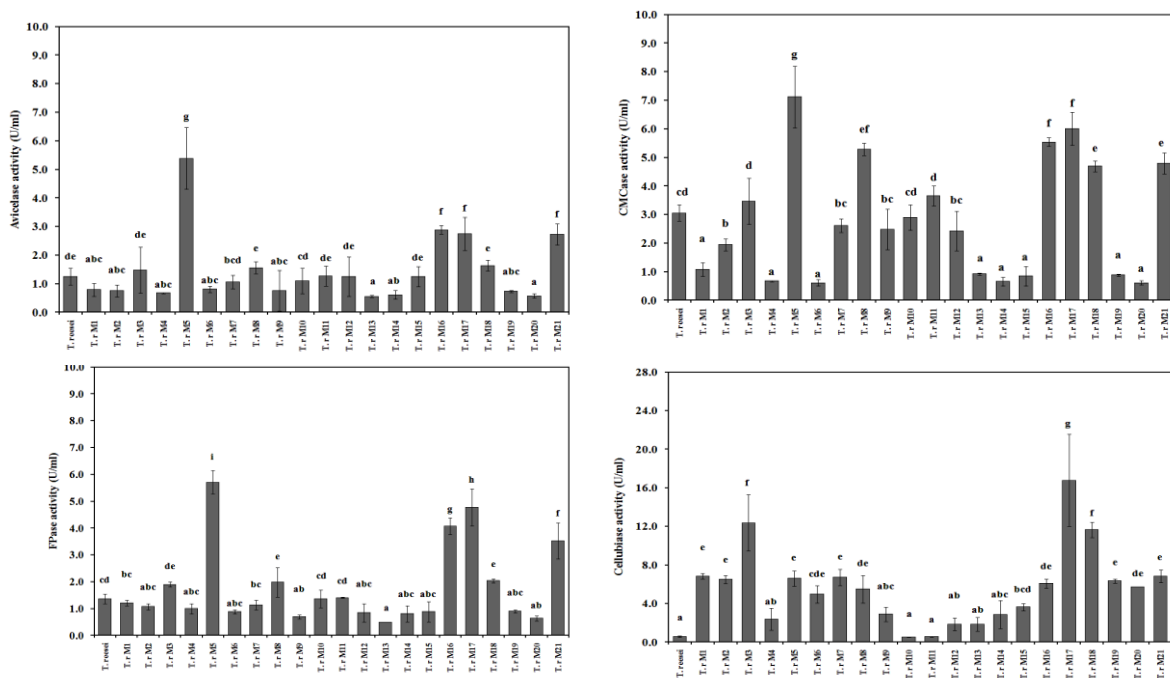 Avicelase activity (U/ml)
10.0
9.0
8.0
7.0
6.0
5.0
4.0
3.0
2.0
1.0
0.0
de abc abc de abc g abc bcd e abc cd de de a ab de f f e abc a f
T. reesei
T. r M1
T. r M2
T. r M3
T. r M4
T. r M5
T. r M6
T. r M7
T. r M8
T. r M9
T. r M10
T. r M11
T. r M12
T. r M13
T. r M14
T. r M15
T. r M16
T. r M17
T. r M18
T. r M19
T. r M20
T. r M21
CMCase activity (U/ml)
10.0
9.0
8.0
7.0
6.0
5.0
4.0
3.0
2.0
1.0
0.0
cd a b d a g a bc ef bc cd d bc a a a f f e a a e
T. reesei
T. r M1
T. r M2
T. r M3
T. r M4
T. r M5
T. r M6
T. r M7
T. r M8
T. r M9
T. r M10
T. r M11
T. r M12
T. r M13
T. r M14
T. r M15
T. r M16
T. r M17
T. r M18
T. r M19
T. r M20
T. r M21
FPase activity (U/ml)
10.0
9.0
8.0
7.0
6.0
5.0
4.0
3.0
2.0
1.0
0.0
cd bc abc de abc i abc bc e ab cd cd abc a abc abc g h e abc ab f
T. reesei
T. r M1
T. r M2
T. r M3
T. r M4
T. r M5
T. r M6
T. r M7
T. r M8
T. r M9
T. r M10
T. r M11
T. r M12
T. r M13
T. r M14
T. r M15
T. r M16
T. r M17
T. r M18
T. r M19
T. r M20
T. r M21
Cellubiase activity (U/ml)
28.0
24.0
20.0
16.0
12.0
8.0
4.0
0.0
a e e f ab e cde e de abc a a ab ab abc bcd de g f e de e
T. reesei
T. r M1
T. r M2
T. r M3
T. r M4
T. r M5
T. r M6
T. r M7
T. r M8
T. r M9
T. r M10
T. r M11
T. r M12
T. r M13
T. r M14
T. r M15
T. r M16
T. r M17
T. r M18
T. r M19
T. r M20
T. r M21